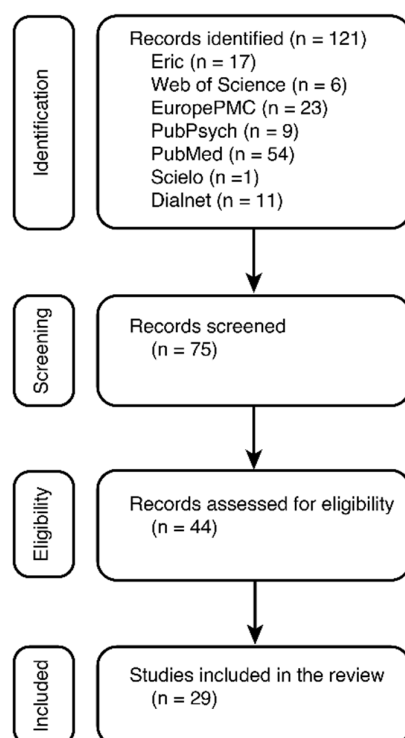 Identification
Records identified (n = 121)
Eric (n = 17)
Web of Science (n = 6)
EuropePMC (n = 23)
PubPsych (n = 9)
PubMed (n = 54)
Scielo (n =1)
Dialnet (n = 11)
Screening
Records screened
(n = 75)
Eligibility
Records assessed for eligibility
(n = 44)
Included
Studies included in the review
(n = 29)